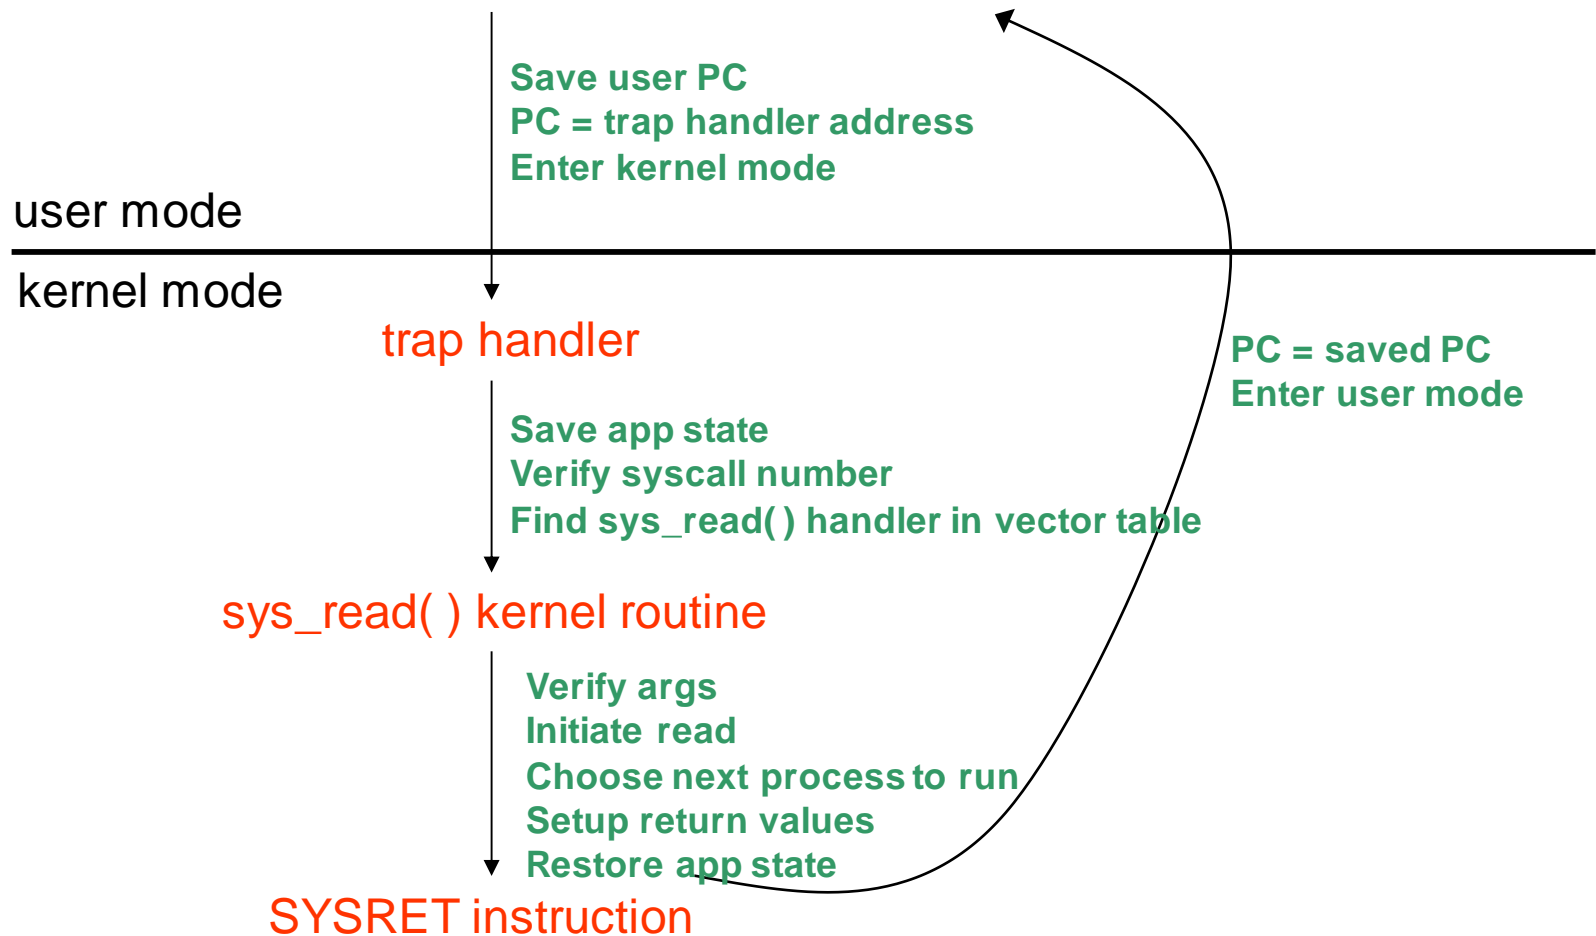 Save user PC
PC = trap handler address
Enter kernel mode
user mode
kernel mode
trap handler
PC = saved PC
Enter user mode
Save app state
Verify syscall number
Find sys_read( ) handler in vector table
sys_read( ) kernel routine
Verify args
Initiate read
Choose next process to run
Setup return values
Restore app state
SYSRET instruction